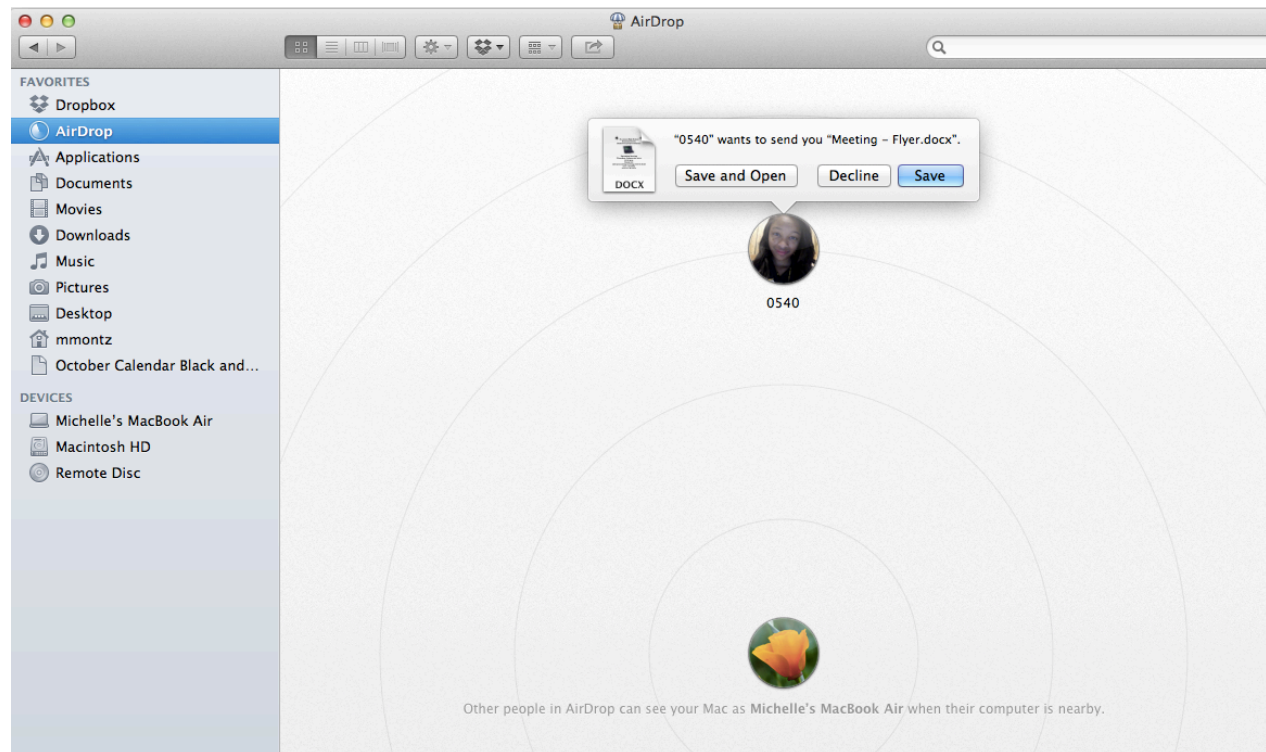 AirDrop
FAVORITES
Dropbox
AirDrop
Applications
Documents
Movies
Downloads
Music
Pictures
Desktop
mmontz
October Calendar Black and...
DEVICES
Michelle's MacBook Air
Macintosh HD
Remote Disc
“0540” wants to send you “Meeting – Flyer.docx”.
DOCX
Save and Open Decline Save
0540
Other people in AirDrop can see your Mac as Michelle's MacBook Air when their computer is nearby.